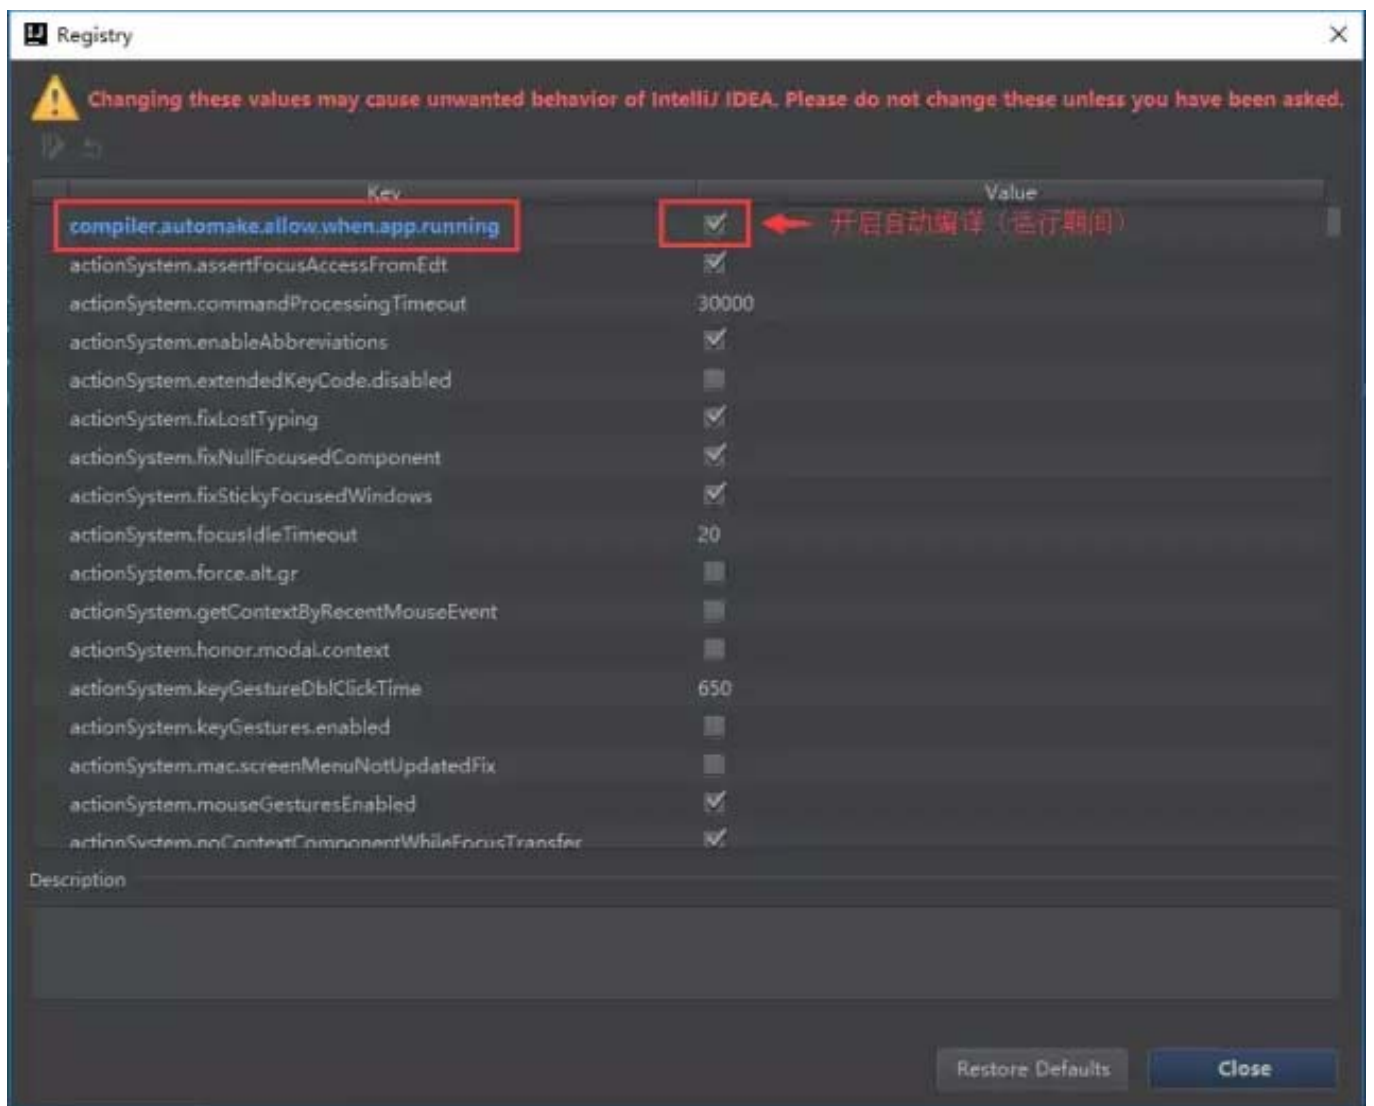 Registry
Changing these values may cause unwanted behavior of IntelliJ IDEA. Please do not change these unless you have been asked.
Key Value
compiler.automake.allow.when.app.running 开启自动编译（运行期间）
actionSystem.assertFocusAccessFromEdt
actionSystem.commandProcessingTimeout 30000
actionSystem.enableAbbreviations
actionSystem.extendedKeyCode.disabled
actionSystem.fixLostTyping
actionSystem.fixNullFocusedComponent
actionSystem.fixStickyFocusedWindows
actionSystem.focusIdleTimeout 20
actionSystem.force.alt.gr
actionSystem.getContextByRecentMouseEvent
actionSystem.honor.modal.context
actionSystem.keyGestureDblClickTime 650
actionSystem.keyGestures.enabled
actionSystem.mac.screenMenuNotUpdatedFix
actionSystem.mouseGesturesEnabled
actionSystem.noContextComponentWhileFocusTransfer
Description
Restore Defaults Close